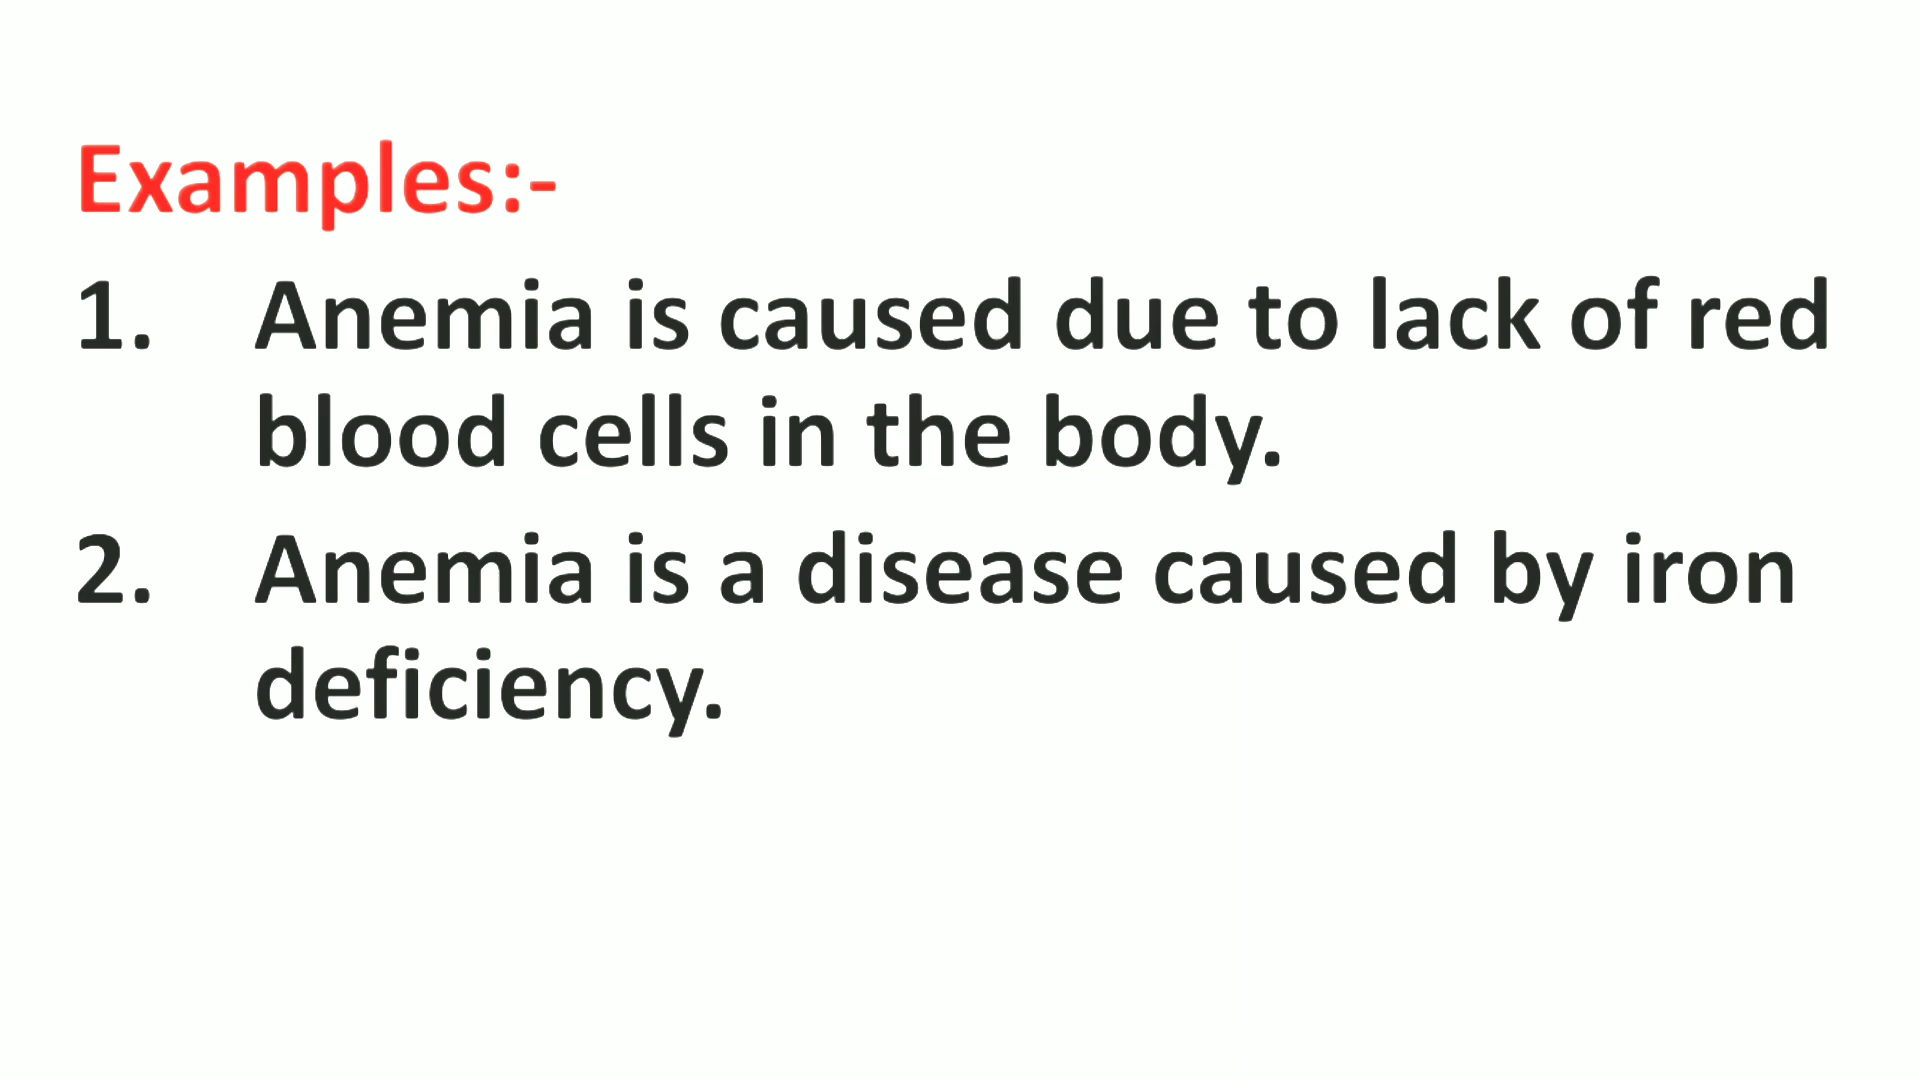 Examples:-
1. Anemia is caused due to lack of red
blood cells in the body.
2. Anemia is a disease caused by iron
deficiency.